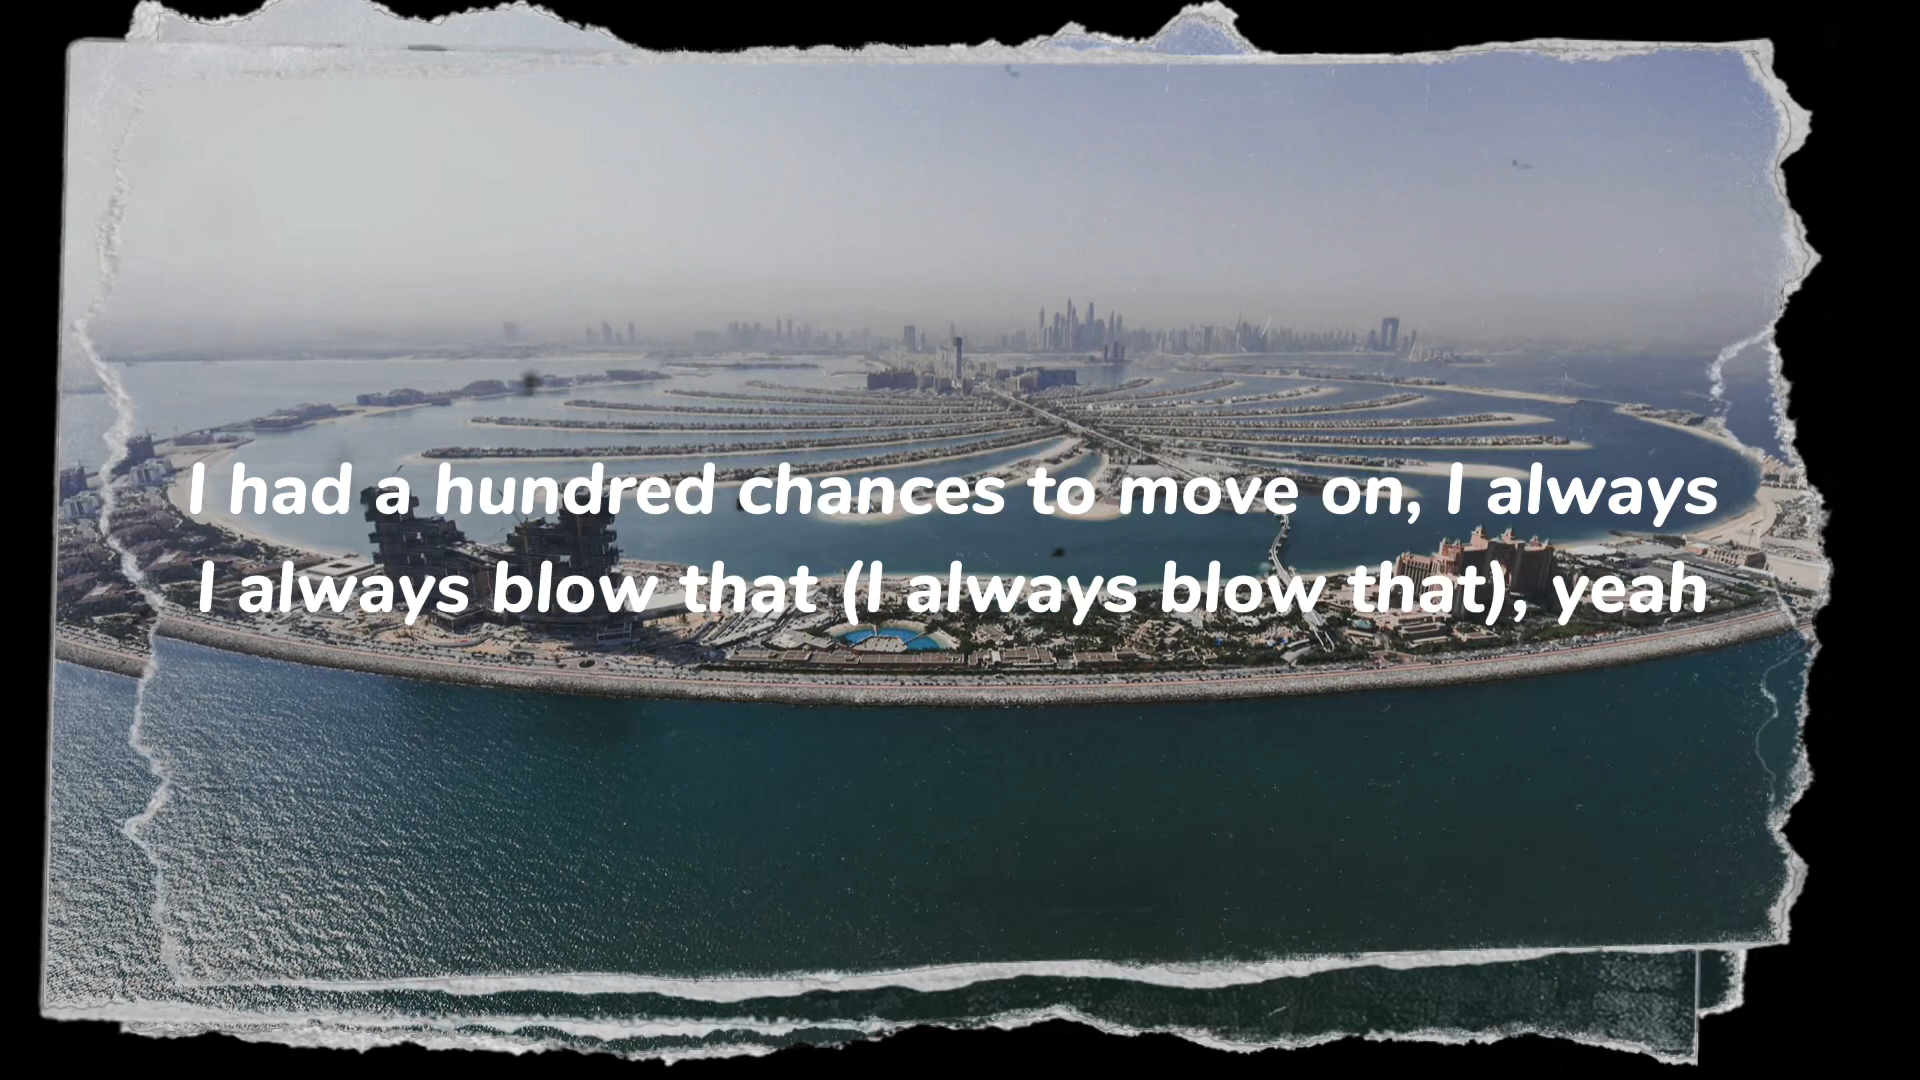 I had a hundred chances to move on, I always
I always blow that (I always blow that), yeah